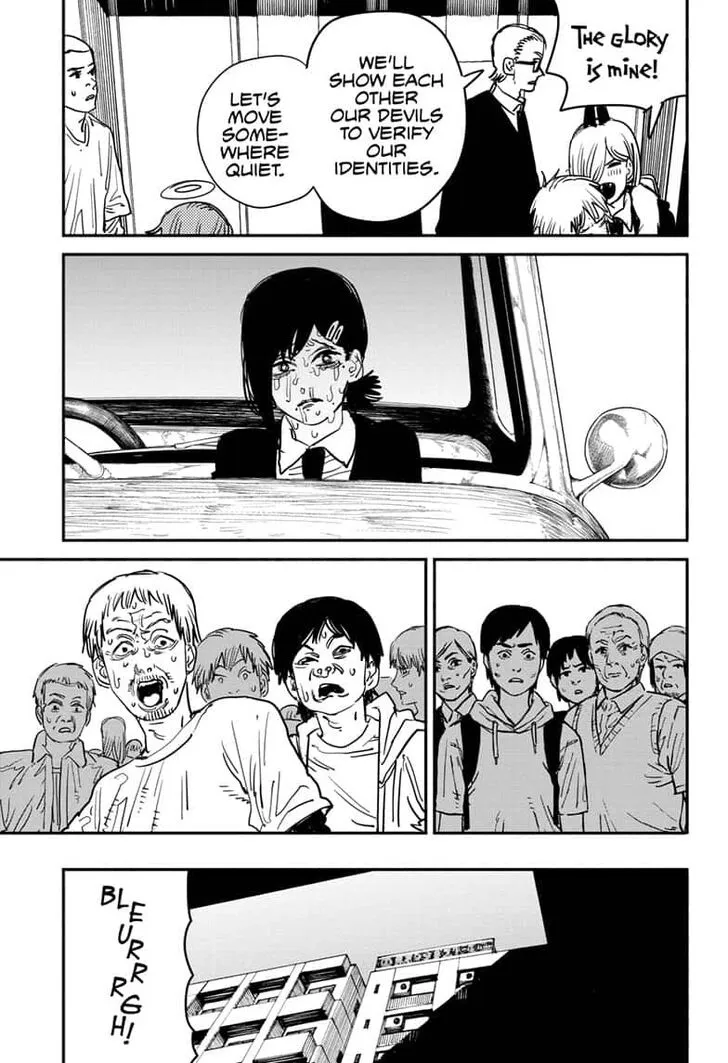 THE GLORY
IS MINE!
WE'LL
SHOW EACH
OTHER
OUR DEVILS
TO VERIFY
OUR
IDENTITIES.
LET'S
MOVE
SOME-
WHERE
QUIET.
BLEURRRGH!